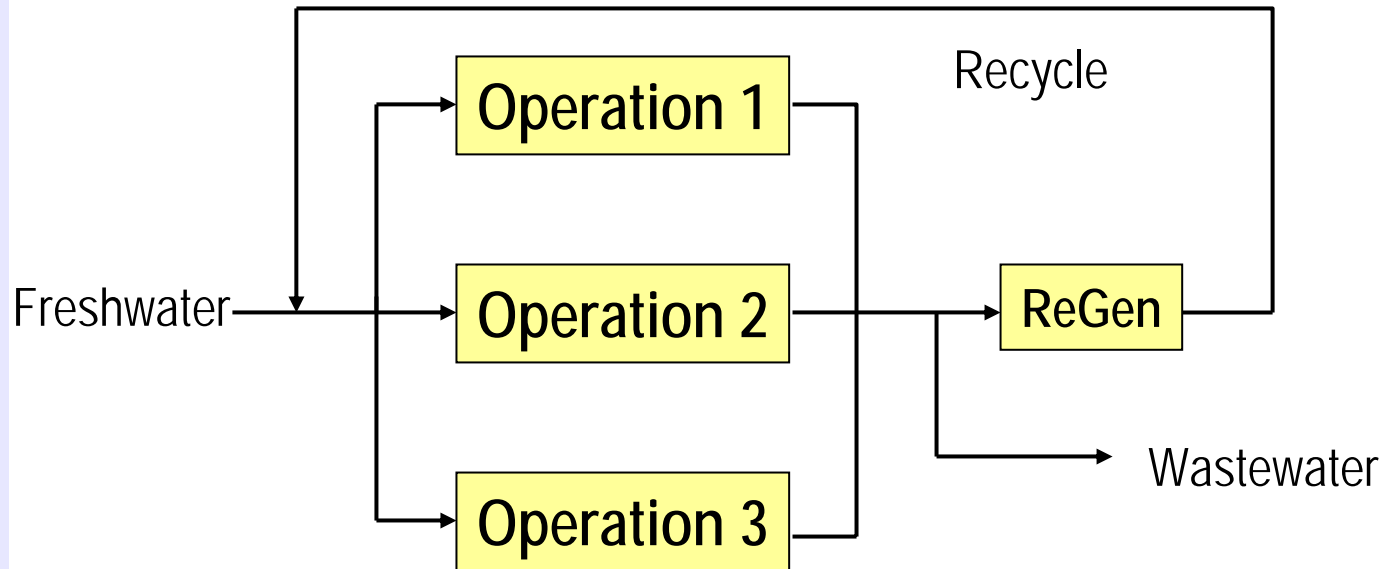 Recycle
Operation 1
Freshwater
Operation 2
ReGen
Wastewater
Operation 3